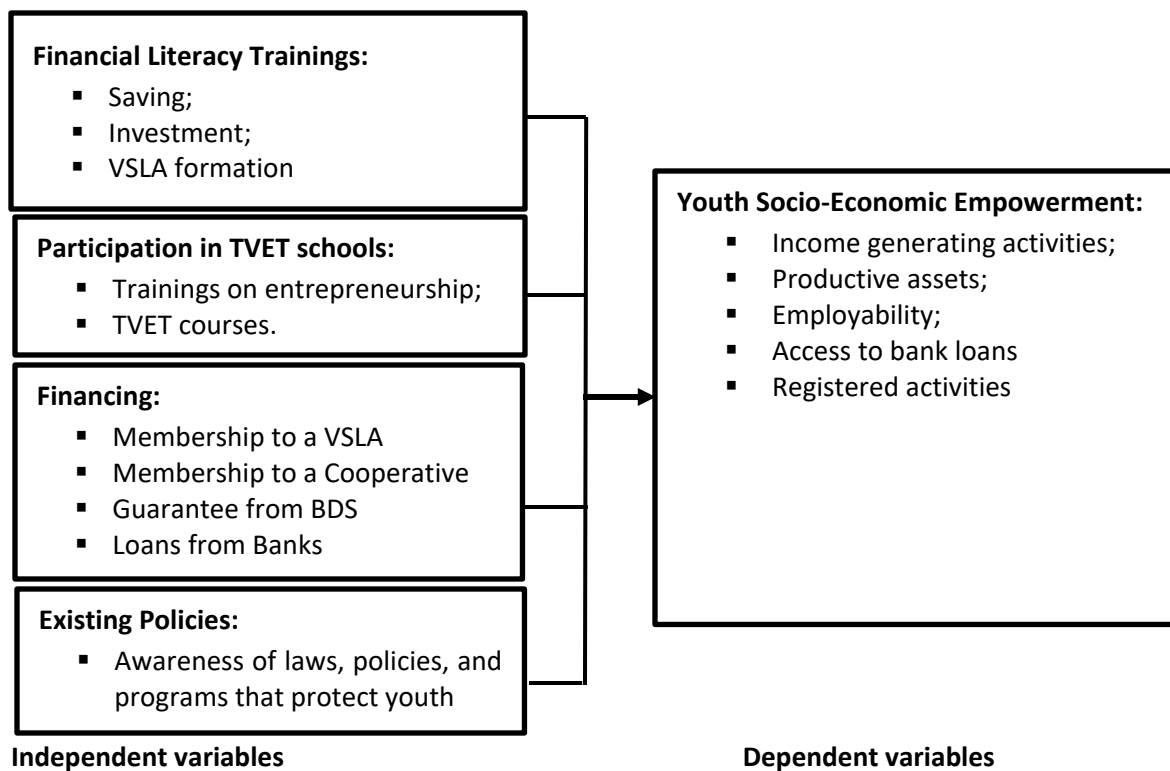 Financial Literacy Trainings:
▪ Saving;
▪ Investment;
▪ VSLA formation
Participation in TVET schools:
▪ Trainings on entrepreneurship;
▪ TVET courses.
Financing:
▪ Membership to a VSLA
▪ Membership to a Cooperative
▪ Guarantee from BDS
▪ Loans from Banks
Existing Policies:
▪ Awareness of laws, policies, and
programs that protect youth
Independent variables
Youth Socio-Economic Empowerment:
▪ Income generating activities;
▪ Productive assets;
▪ Employability;
▪ Access to bank loans
▪ Registered activities
Dependent variables